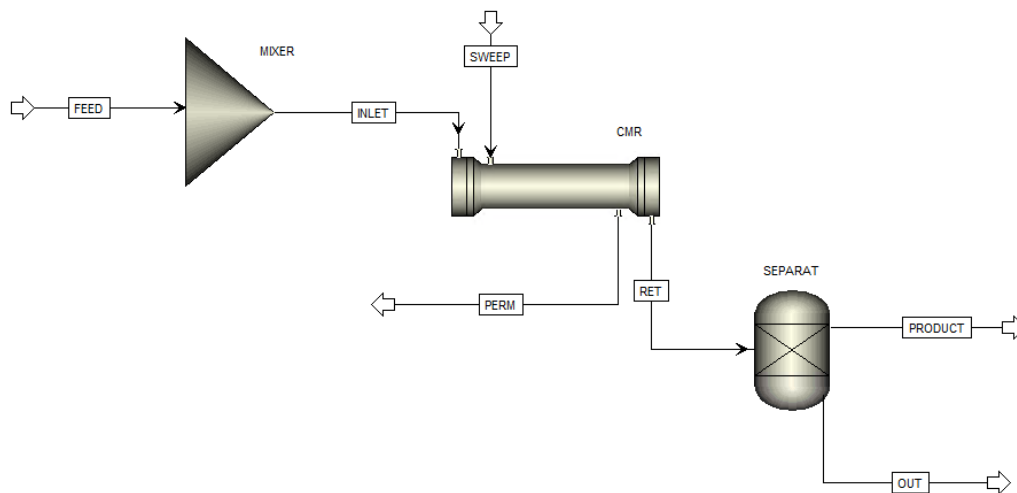 MIXER
SWEEP
FEED
INLET
CMR
SEPARAT
RET
PERM
PRODUCT
OUT